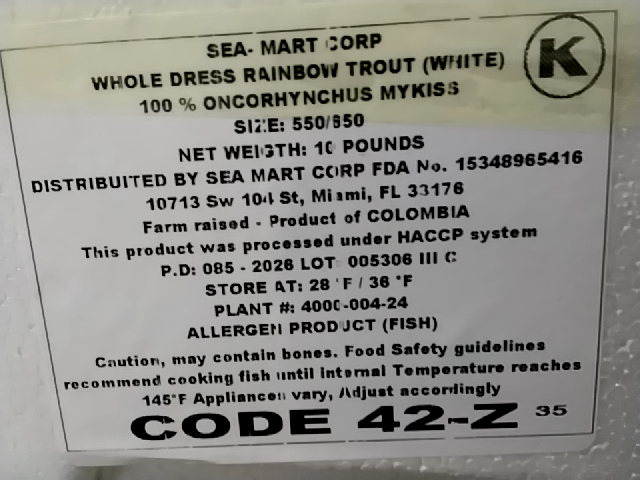 SEA- MART CORP
K
WHOLE DRESS RAINBOW TROUT (WHITE)
100 % ONCORHYNCHUS MYKISS
SIZE: 550/650
NET WEIGTH: 10 POUNDS
DISTRIBUITED BY SEA MART CORP FDA No. 15348965416
10713 Sw 104 St, Miami, FL 33176
Farm raised - Product of COLOMBIA
This product was processed under HACCP system
P.D: 085 - 2026 LOT: 005306 III C
STORE AT: 28 °F / 36 °F
PLANT #: 4000-004-24
ALLERGEN PRODUCT (FISH)
Caution, may contain bones. Food Safety guidelines
recommend cooking fish until Internal Temperature reaches
145°F Appliances vary, Adjust accordingly
CODE 42-Z 35